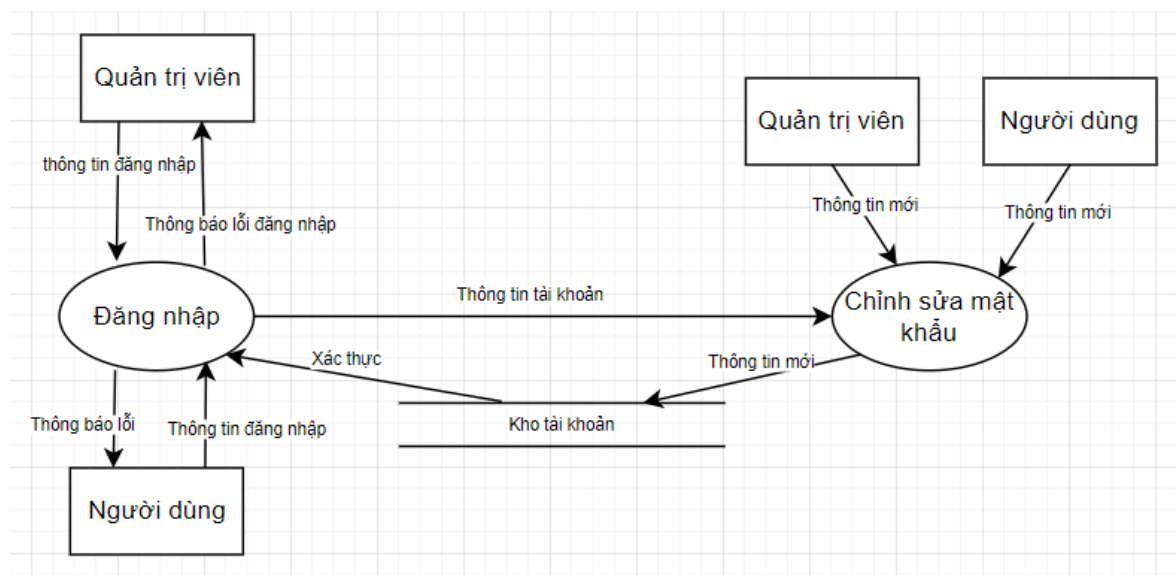 Quản trị viên
Quản trị viên
Người dùng
thông tin đăng nhập
Thông báo lỗi đăng nhập
Thông tin mới
Thông tin mới
Đăng nhập
Thông tin tài khoản
Chỉnh sửa mật
khẩu
Xác thực
Thông tin mới
Thông báo lỗi
Thông tin đăng nhập
Kho tài khoản
Người dùng